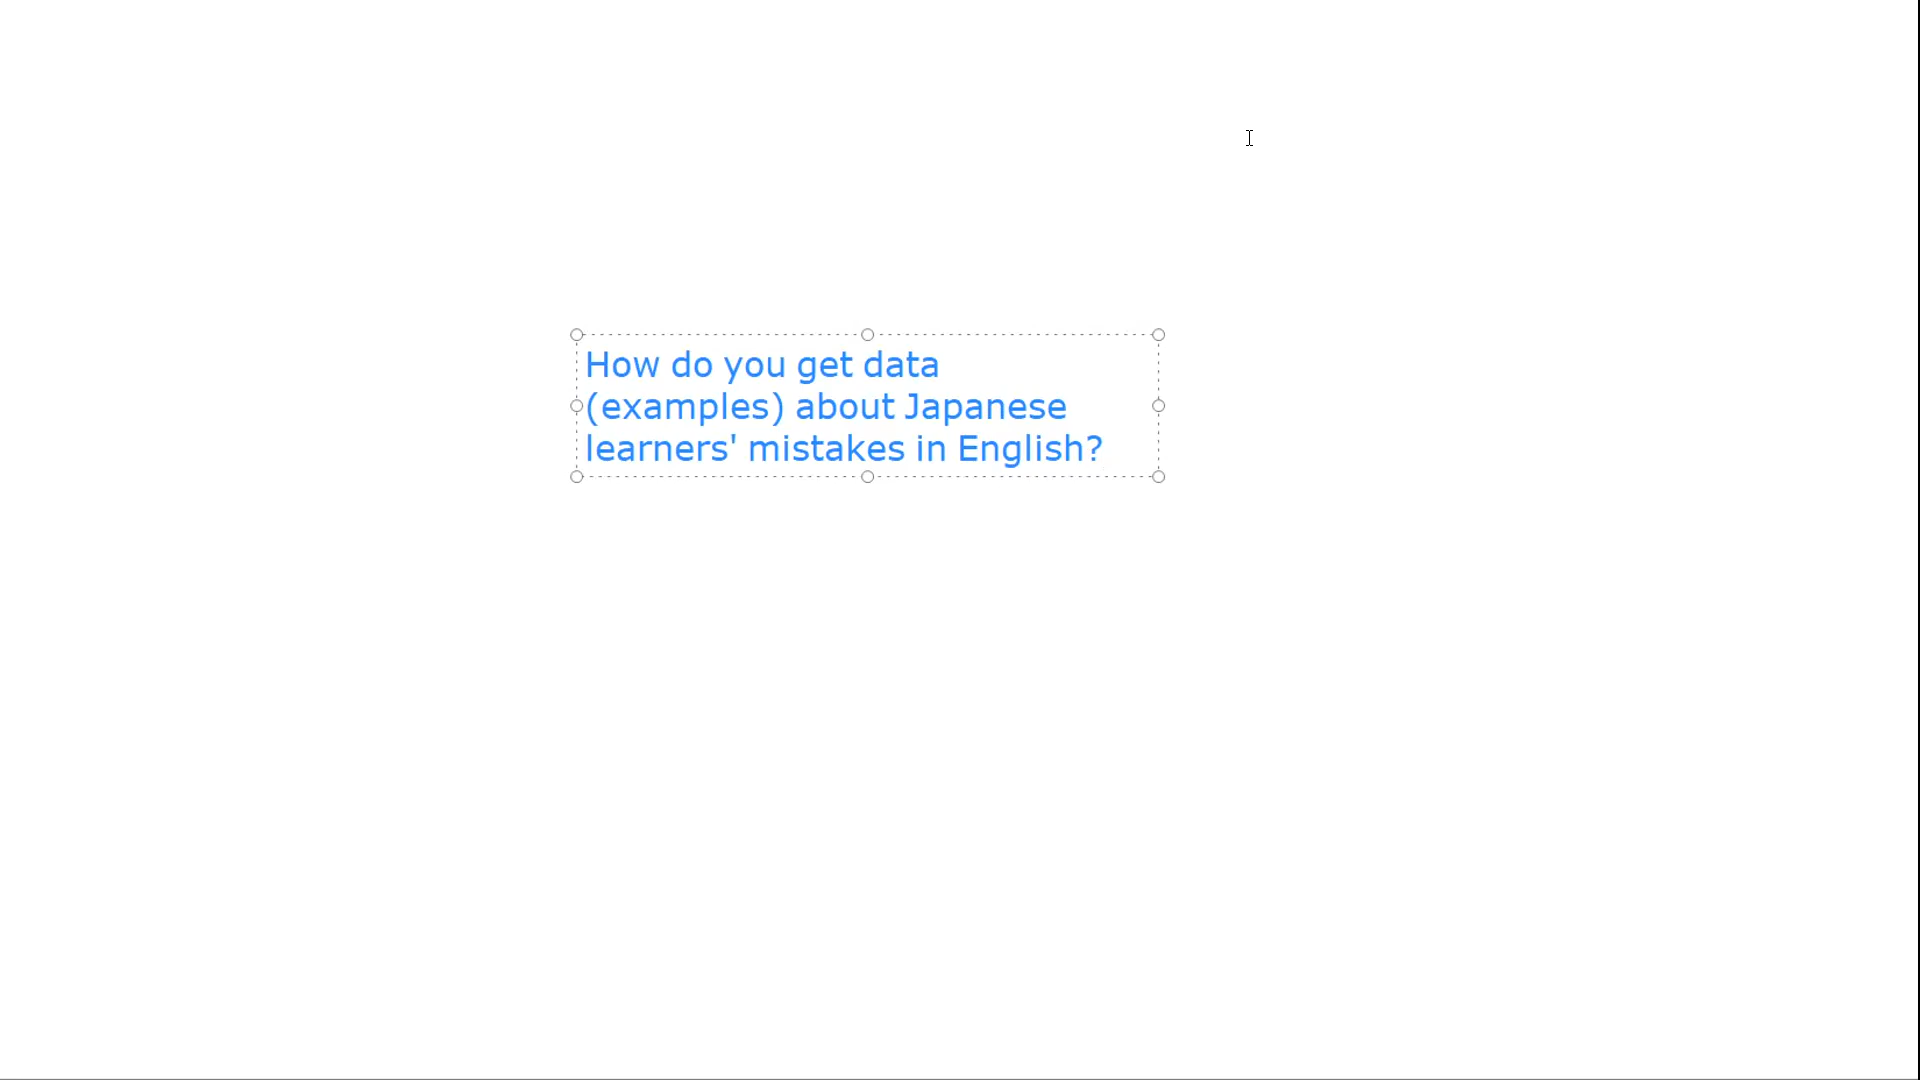 How do you get data
(examples) about Japanese
learners' mistakes in English?